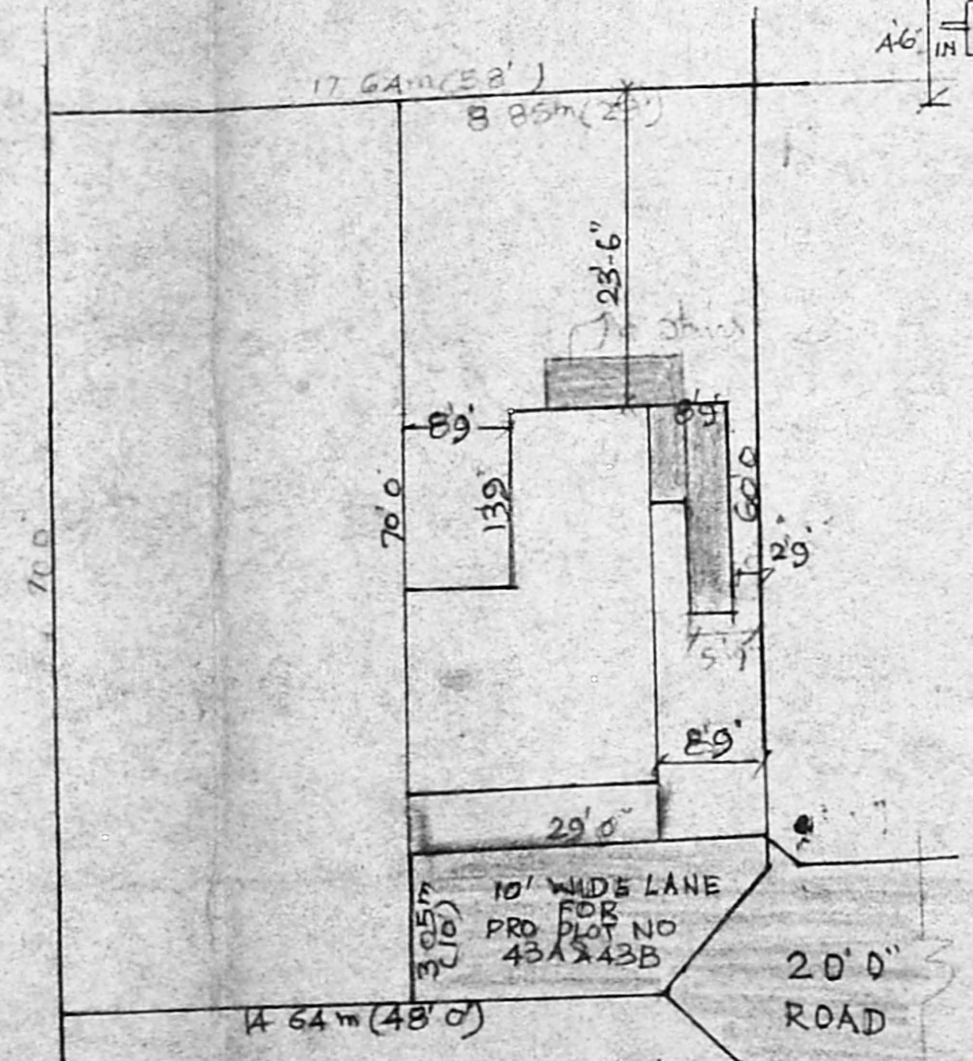 4'-6"
IN
17.64m (58')
8.85m (29')
23'-6"
8'9"
8'9"
13'9"
70'0"
60'0
2'9"
70 0
8'9"
29'0"
10' WIDE LANE
FOR
PRO PLOT NO
43A & 43B
3.05m
(10')
20'0"
ROAD
14.64m (48'0")